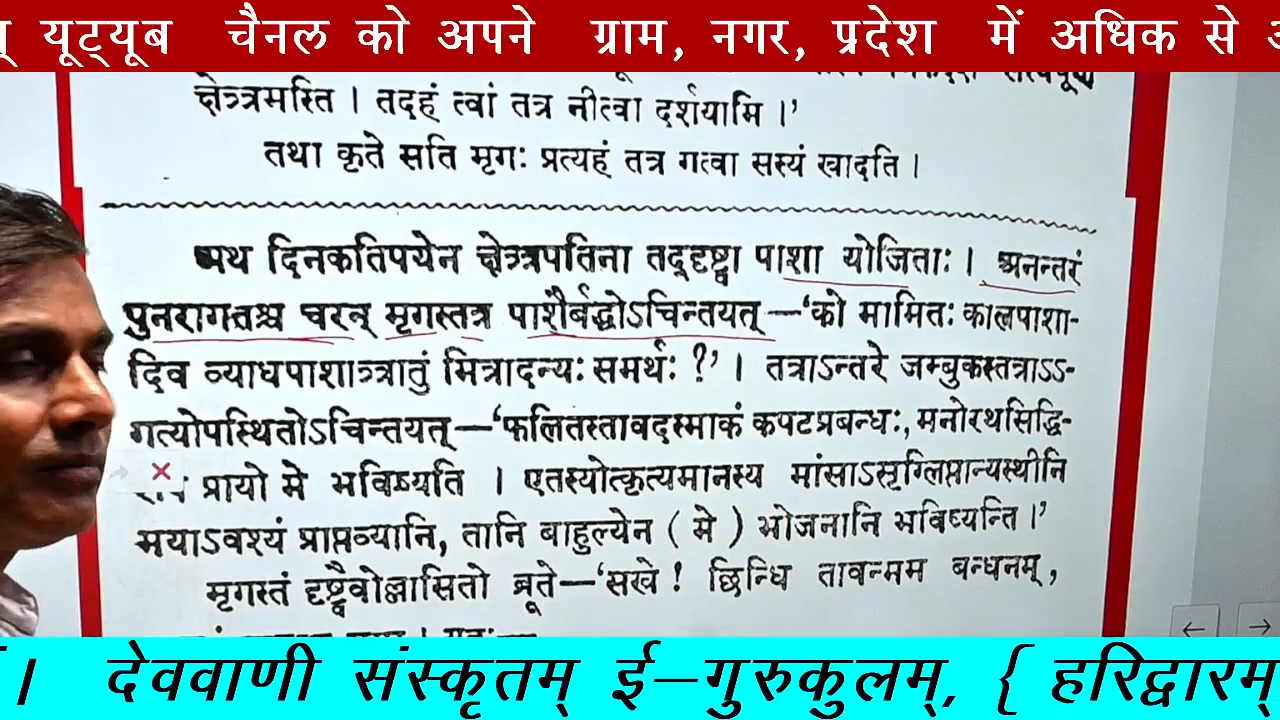 यूट्यूब चैनल को अपने ग्राम, नगर, प्रदेश में अधिक से
क्षेत्रमस्ति । तदहं त्वां तत्र नीत्वा दर्शयामि ।’
तथा कृते सति मृगः प्रत्यहं तत्र गत्वा सस्यं खादति ।
अथ दिनकतिपयेन क्षेत्रपतिना तद्दृष्ट्वा पाशा योजिताः । अनन्तरं
पुनरागतश्च चरन् मृगस्तत्र पाशैर्बद्धोऽचिन्तयत्—‘को मामितः कालपाशा-
दिव व्याधपाशात्त्रातुं मित्रादन्यः समर्थः ?’ । तत्राऽन्तरे जम्बुकस्तत्राऽऽ-
गत्योपस्थितोऽचिन्तयत्—‘फलितस्तावदस्माकं कपटप्रबन्धः, मनोरथसिद्धि-
प्रायो मे भविष्यति । एतस्योत्कृत्यमानस्य मांसाऽसृग्लिप्तान्यस्थीनि
मयाऽवश्यं प्राप्तव्यानि, तानि बाहुल्येन ( मे ) भोजनानि भविष्यन्ति ।’
मृगस्तं दृष्ट्वैवोल्लासितो ब्रूते—‘सखे ! छिन्धि तावन्मम बन्धनम्,
। देववाणी संस्कृतम् ई-गुरुकुलम्, { हरिद्वारम्